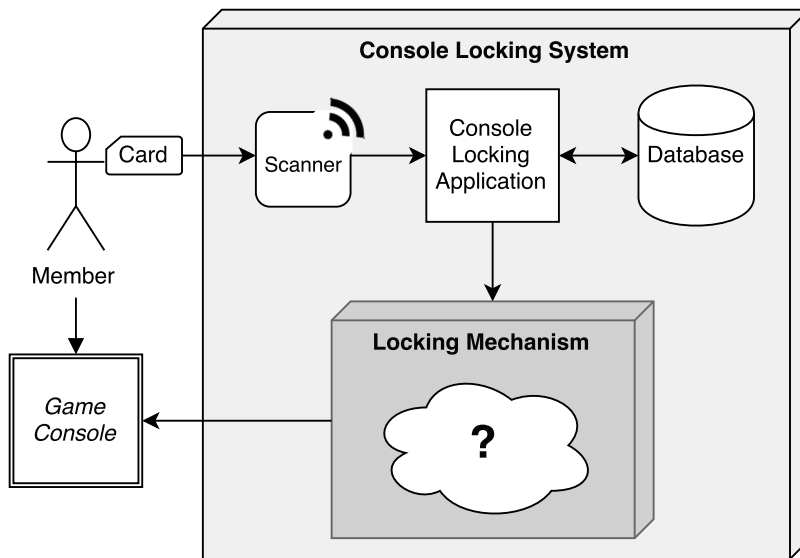 Console Locking System
Card
Scanner
Console
Locking
Application
Database
Member
Locking Mechanism
Game
Console
?